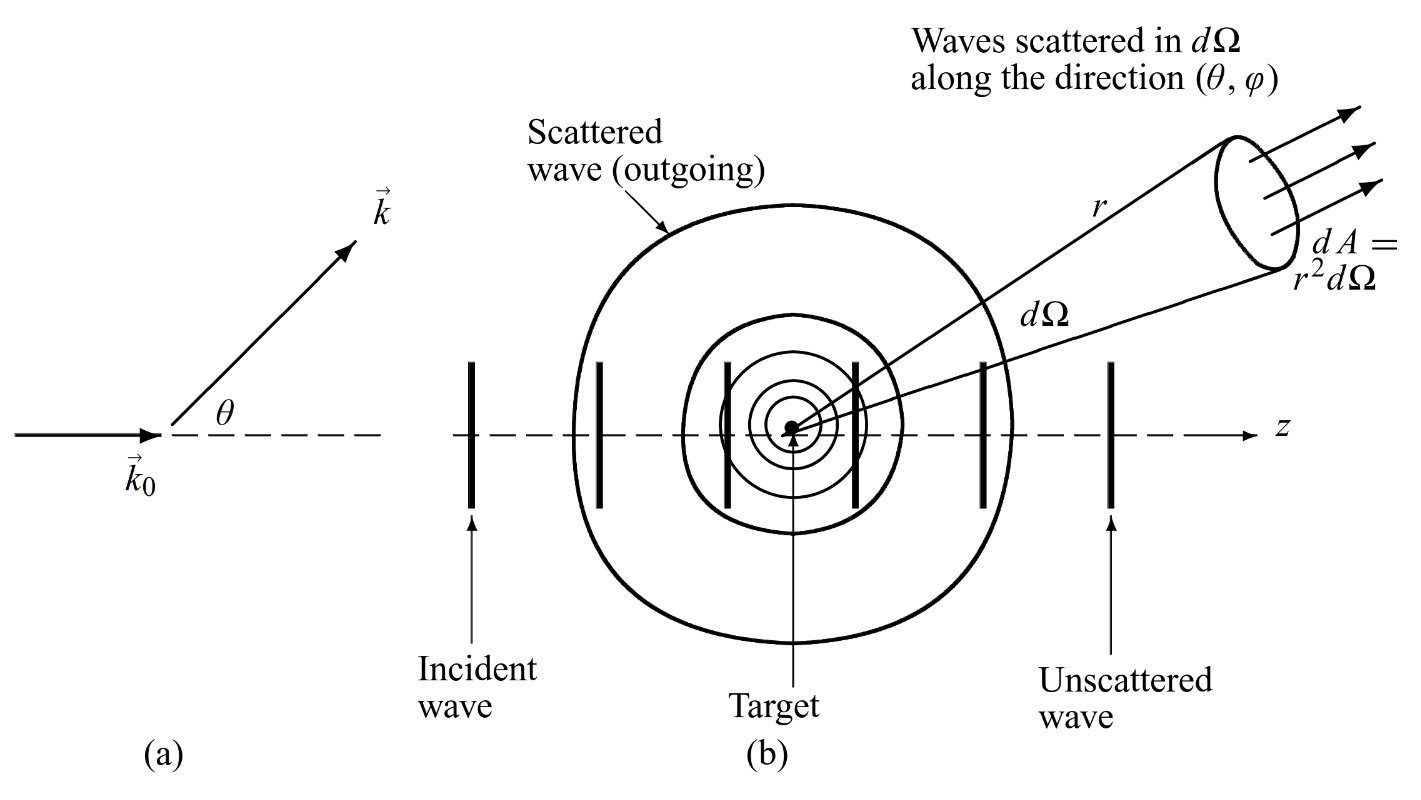 Waves scattered in dΩ
along the direction (θ, φ)
Scattered
wave (outgoing)
k⃗
r
dA =
r²dΩ
dΩ
θ
z
k⃗₀
Incident
wave
Target
Unscattered
wave
(a)
(b)